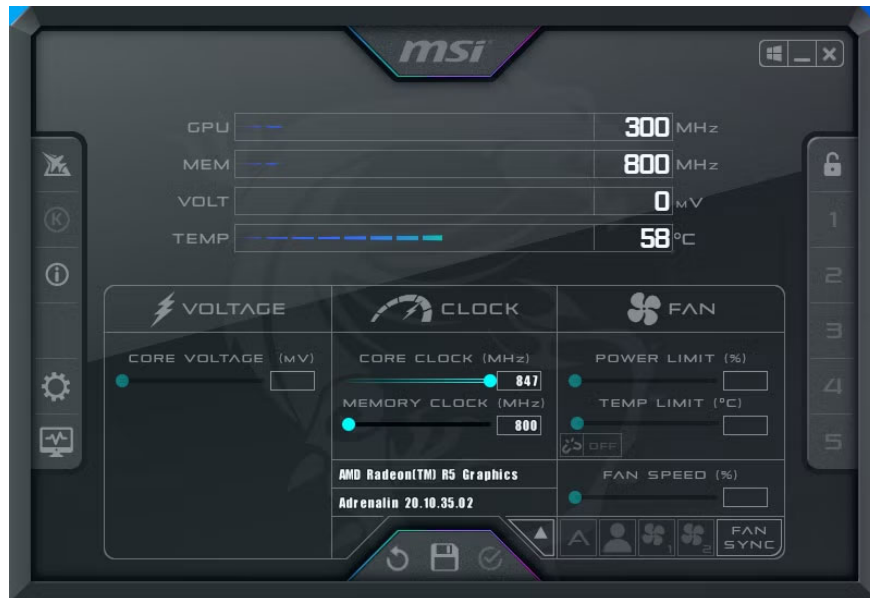 msi
GPU 300 MHz
MEM 800 MHz
VOLT 0 MV
TEMP 58 °C
K
1
2
3
4
5
VOLTAGE
CORE VOLTAGE (MV)
CLOCK
CORE CLOCK (MHz)
847
MEMORY CLOCK (MHz)
800
AMD Radeon(TM) R5 Graphics
Adrenalin 20.10.35.02
FAN
POWER LIMIT (%)
TEMP LIMIT (°C)
OFF
FAN SPEED (%)
A 1 2 FAN
SYNC